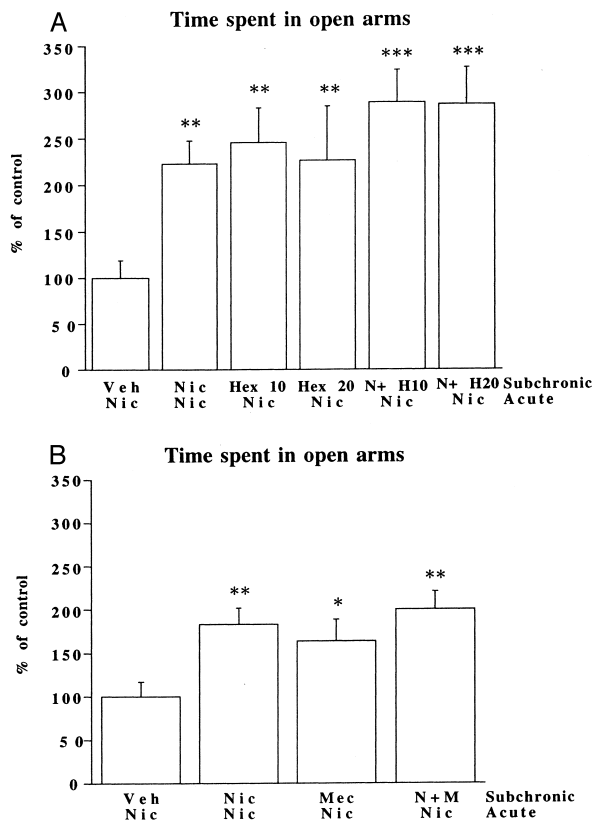 A
Time spent in open arms
350
300
250
200
150
100
50
0
% of control
**
**
**
***
***
Veh Nic Hex 10 Hex 20 N+ H10 N+ H20 Subchronic
Nic Nic Nic Nic Nic Nic Acute
B
Time spent in open arms
350
300
250
200
150
100
50
0
% of control
**
*
**
Veh Nic Mec N+M Subchronic
Nic Nic Nic Nic Acute